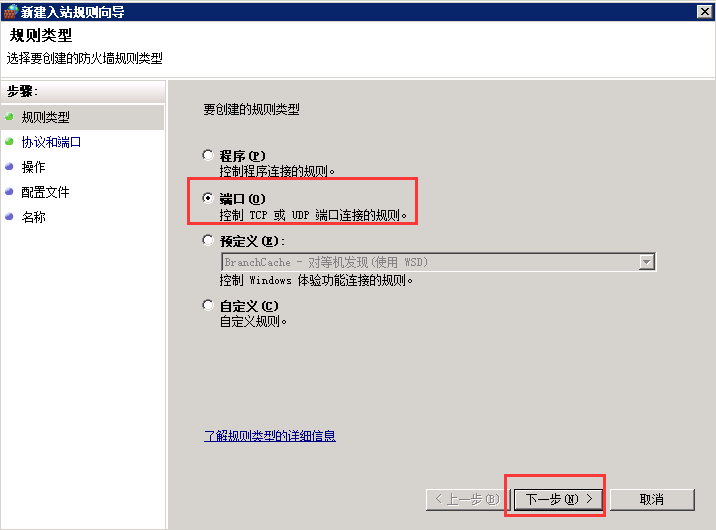 新建入站规则向导
规则类型
选择要创建的防火墙规则类型
步骤:
规则类型
协议和端口
操作
配置文件
名称
要创建的规则类型
程序(P)
控制程序连接的规则。
端口(O)
控制 TCP 或 UDP 端口连接的规则。
预定义(E):
BranchCache - 对等机发现(使用 WSD)
控制 Windows 体验功能连接的规则。
自定义(C)
自定义规则。
了解规则类型的详细信息
< 上一步(B)
下一步(N) >
取消